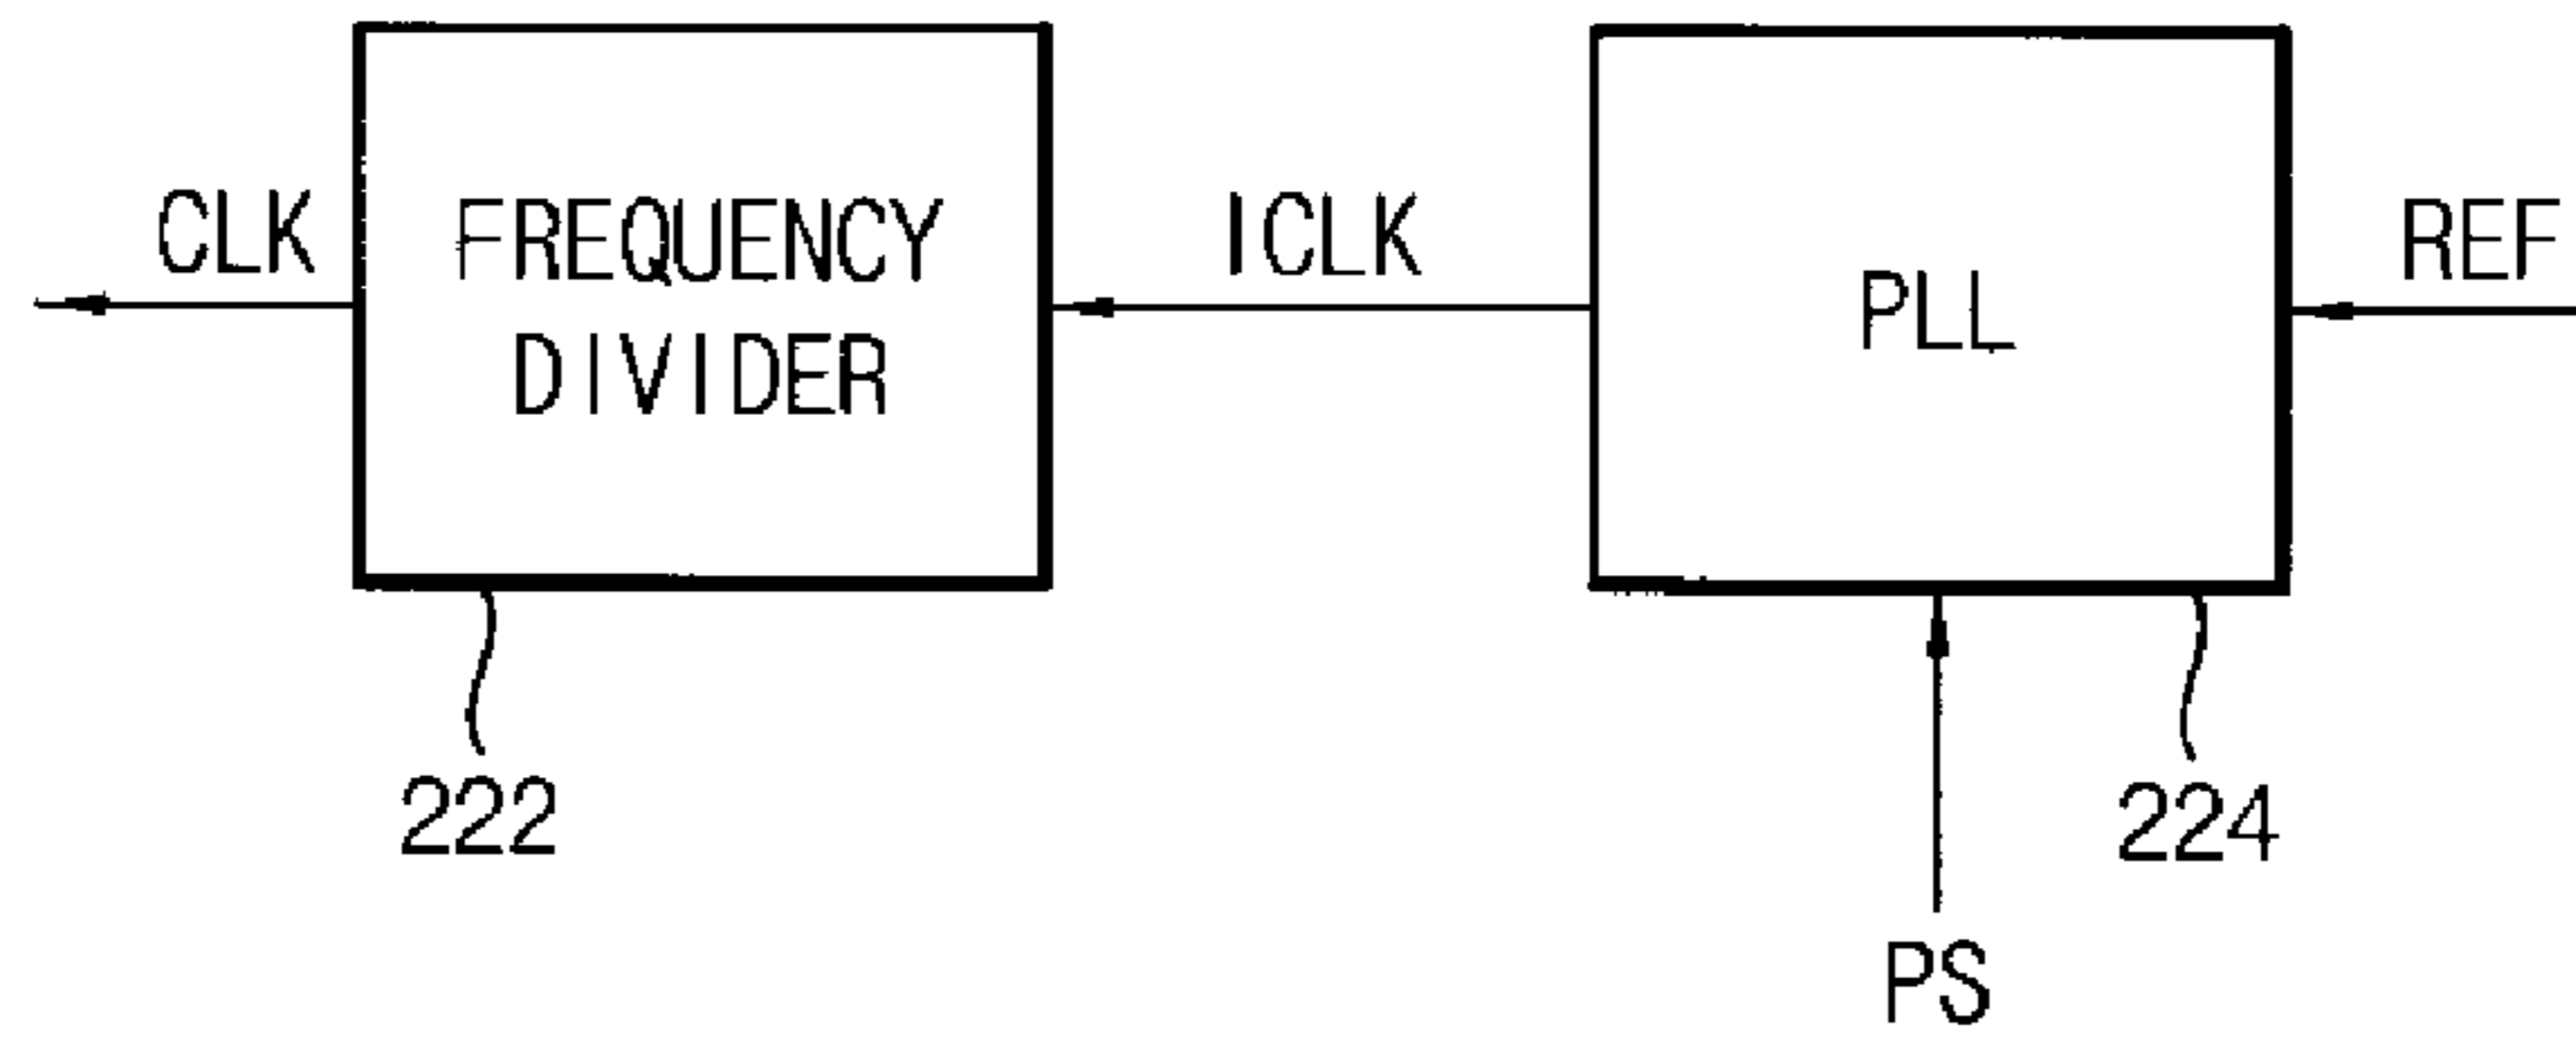 CLK
FREQUENCY
DIVIDER
ICLK
PLL
REF
222
224
PS